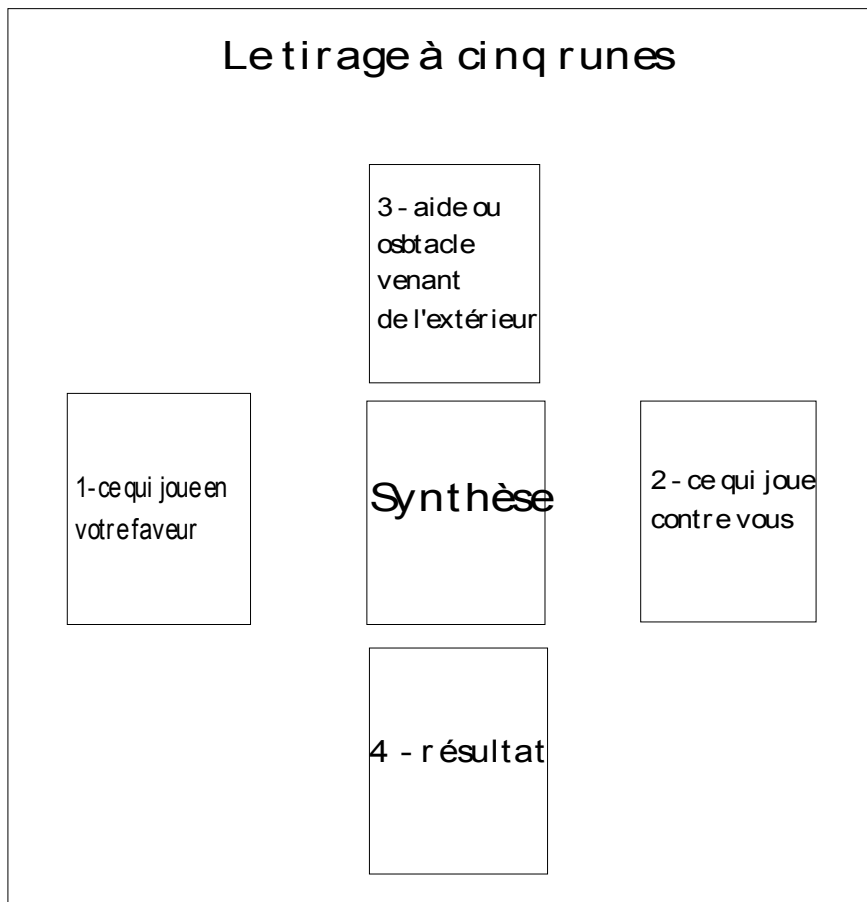 Le tirage à cinq runes
3 - aide ou
osbtacle
venant
de l'extérieur
1- ce qui joue en
votre faveur
Synthèse
2 - ce qui joue
contre vous
4 - résultat